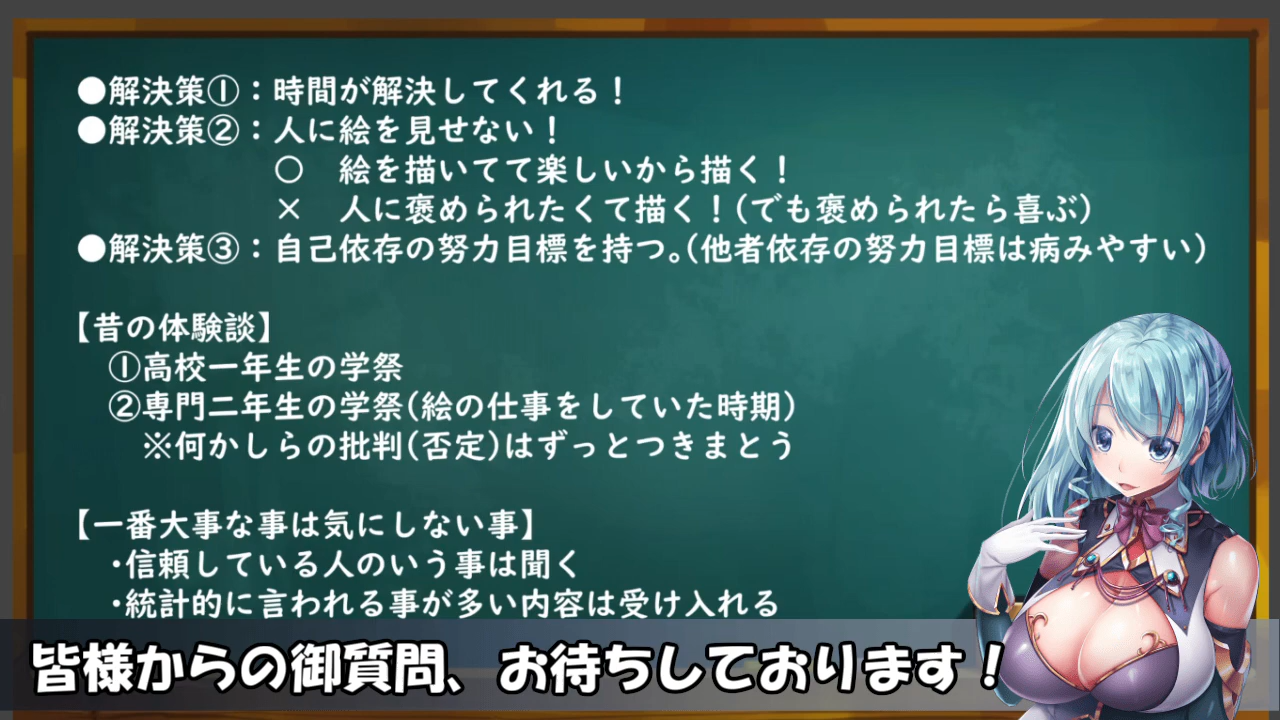 ●解決策①：時間が解決してくれる！
●解決策②：人に絵を見せない！
○　絵を描いてて楽しいから描く！
×　人に褒められたくて描く！（でも褒められたら喜ぶ）
●解決策③：自己依存の努力目標を持つ。（他者依存の努力目標は病みやすい）
【昔の体験談】
①高校一年生の学祭
②専門二年生の学祭（絵の仕事をしていた時期）
※何かしらの批判（否定）はずっとつきまとう
【一番大事な事は気にしない事】
・信頼している人のいう事は聞く
・統計的に言われる事が多い内容は受け入れる
皆様からの御質問、お待ちしております！